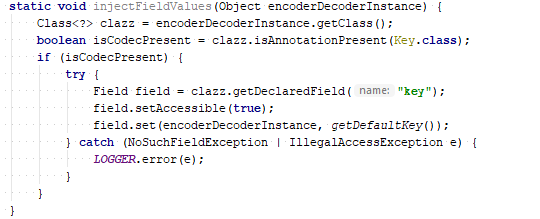 static void injectFieldValues(Object encoderDecoderInstance) {
Class<?> clazz = encoderDecoderInstance.getClass();
boolean isCodecPresent = clazz.isAnnotationPresent(Key.class);
if (isCodecPresent) {
try {
Field field = clazz.getDeclaredField( name: "key");
field.setAccessible(true);
field.set(encoderDecoderInstance, getDefaultKey());
} catch (NoSuchFieldException | IllegalAccessException e) {
LOGGER.error(e);
}
}
}